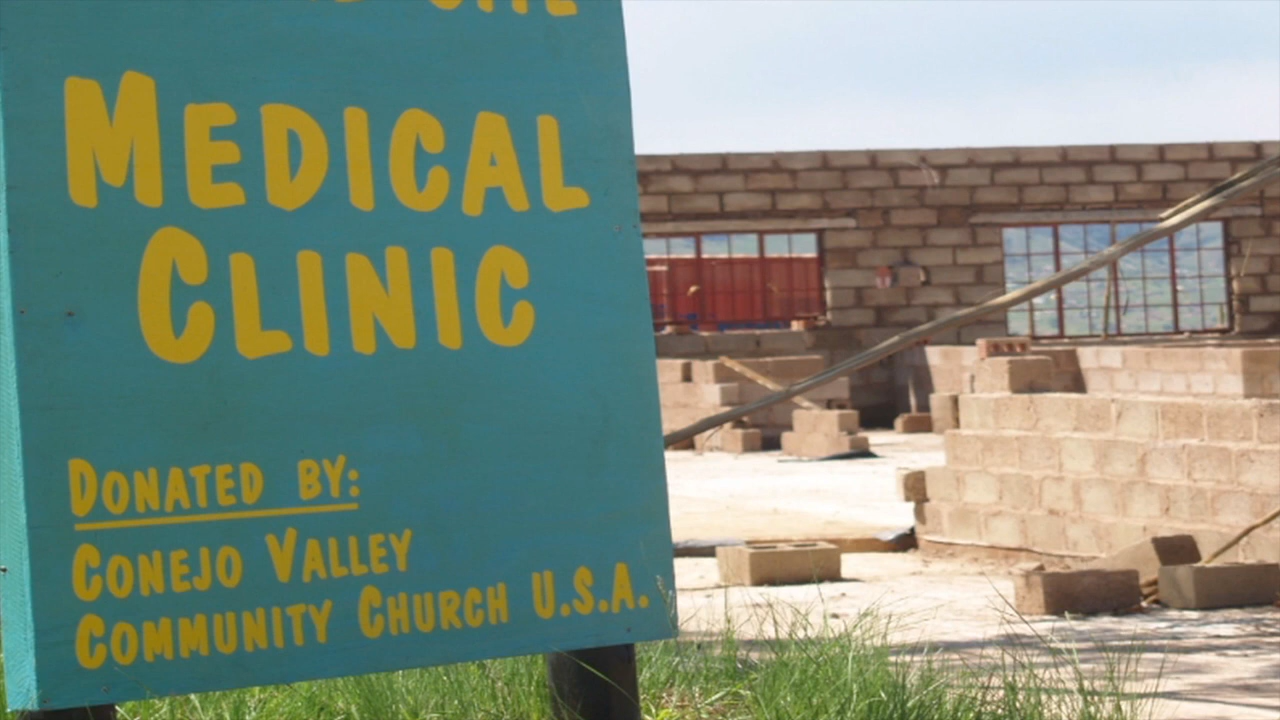 MEDICAL
CLINIC
DONATED BY:
CONEJO VALLEY
COMMUNITY CHURCH U.S.A.